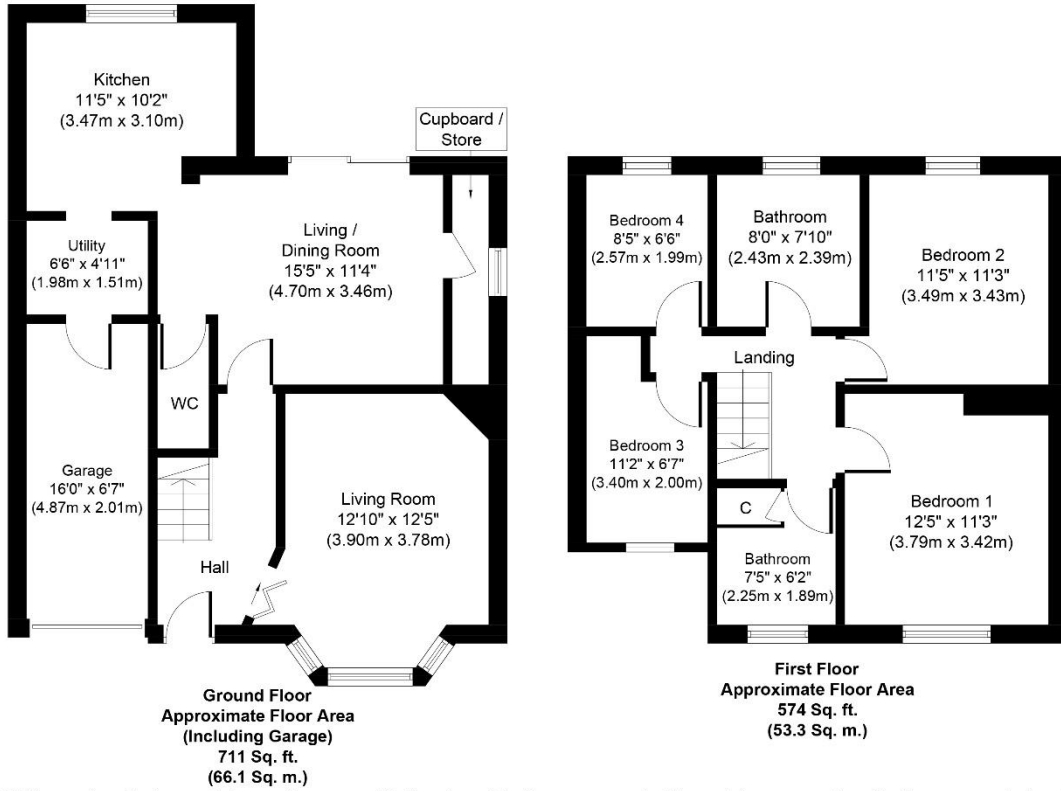 Kitchen
11'5" x 10'2"
(3.47m x 3.10m)
Cupboard /
Store
Utility
6'6" x 4'11"
(1.98m x 1.51m)
Living /
Dining Room
15'5" x 11'4"
(4.70m x 3.46m)
WC
Garage
16'0" x 6'7"
(4.87m x 2.01m)
Living Room
12'10" x 12'5"
(3.90m x 3.78m)
Hall
Ground Floor
Approximate Floor Area
(Including Garage)
711 Sq. ft.
(66.1 Sq. m.)
Bedroom 4
8'5" x 6'6"
(2.57m x 1.99m)
Bathroom
8'0" x 7'10"
(2.43m x 2.39m)
Bedroom 2
11'5" x 11'3"
(3.49m x 3.43m)
Landing
Bedroom 3
11'2" x 6'7"
(3.40m x 2.00m)
C
Bedroom 1
12'5" x 11'3"
(3.79m x 3.42m)
Bathroom
7'5" x 6'2"
(2.25m x 1.89m)
First Floor
Approximate Floor Area
574 Sq. ft.
(53.3 Sq. m.)